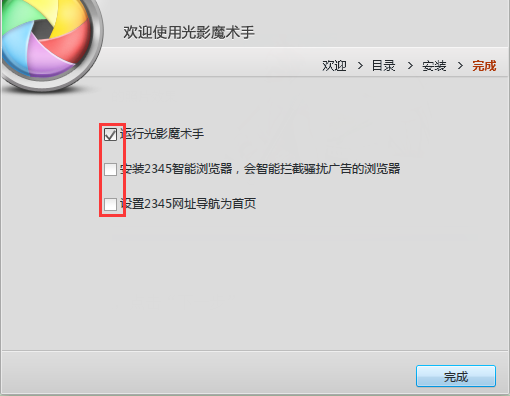 欢迎使用光影魔术手
欢迎 > 目录 > 安装 > 完成
运行光影魔术手
安装2345智能浏览器，会智能拦截骚扰广告的浏览器
设置2345网址导航为首页
完成